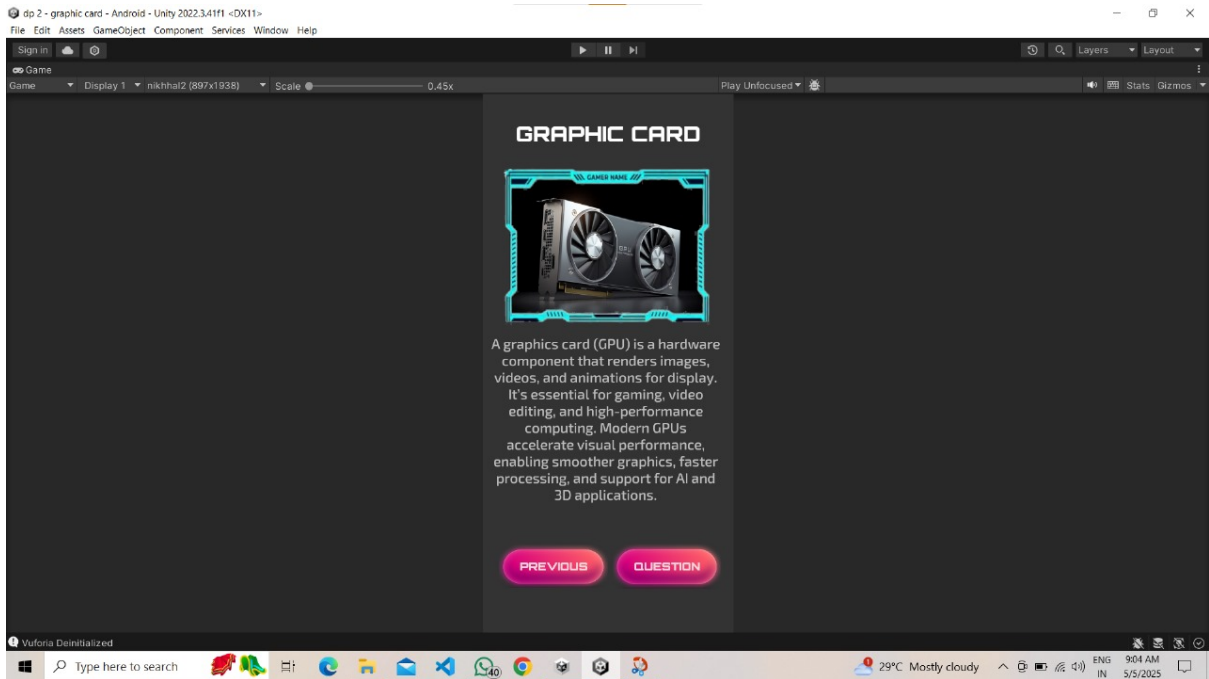 dp 2 - graphic card - Android - Unity 2022.3.41f1 <DX11>
File Edit Assets GameObject Component Services Window Help
Sign in
Layers Layout
Game
Game Display 1 nikhhal2 (897x1938) Scale 0.45x Play Unfocused Stats Gizmos
GRAPHIC CARD
GAMER NAME
A graphics card (GPU) is a hardware
component that renders images,
videos, and animations for display.
It's essential for gaming, video
editing, and high-performance
computing. Modern GPUs
accelerate visual performance,
enabling smoother graphics, faster
processing, and support for AI and
3D applications.
PREVIOUS QUESTION
Vuforia Deinitialized
Type here to search
40
29°C Mostly cloudy
ENG
IN
9:04 AM
5/5/2025